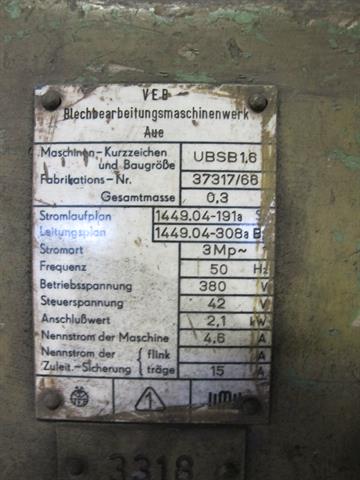 VEB
Blechbearbeitungsmaschinenwerk
Aue
Maschinen-Kurzzeichen und Baugröße UBSB1,6
Fabrikations-Nr. 37317/66
Gesamtmasse 0,3
Stromlaufplan 1449.04-191a S
Leitungsplan 1449.04-308a B
Stromart 3Mp~
Frequenz 50 Hz
Betriebsspannung 380 V
Steuerspannung 42 V
Anschlußwert 2,1 kW
Nennstrom der Maschine 4,6 A
Nennstrom der Zuleit.-Sicherung { flink A
träge 15 A
3318